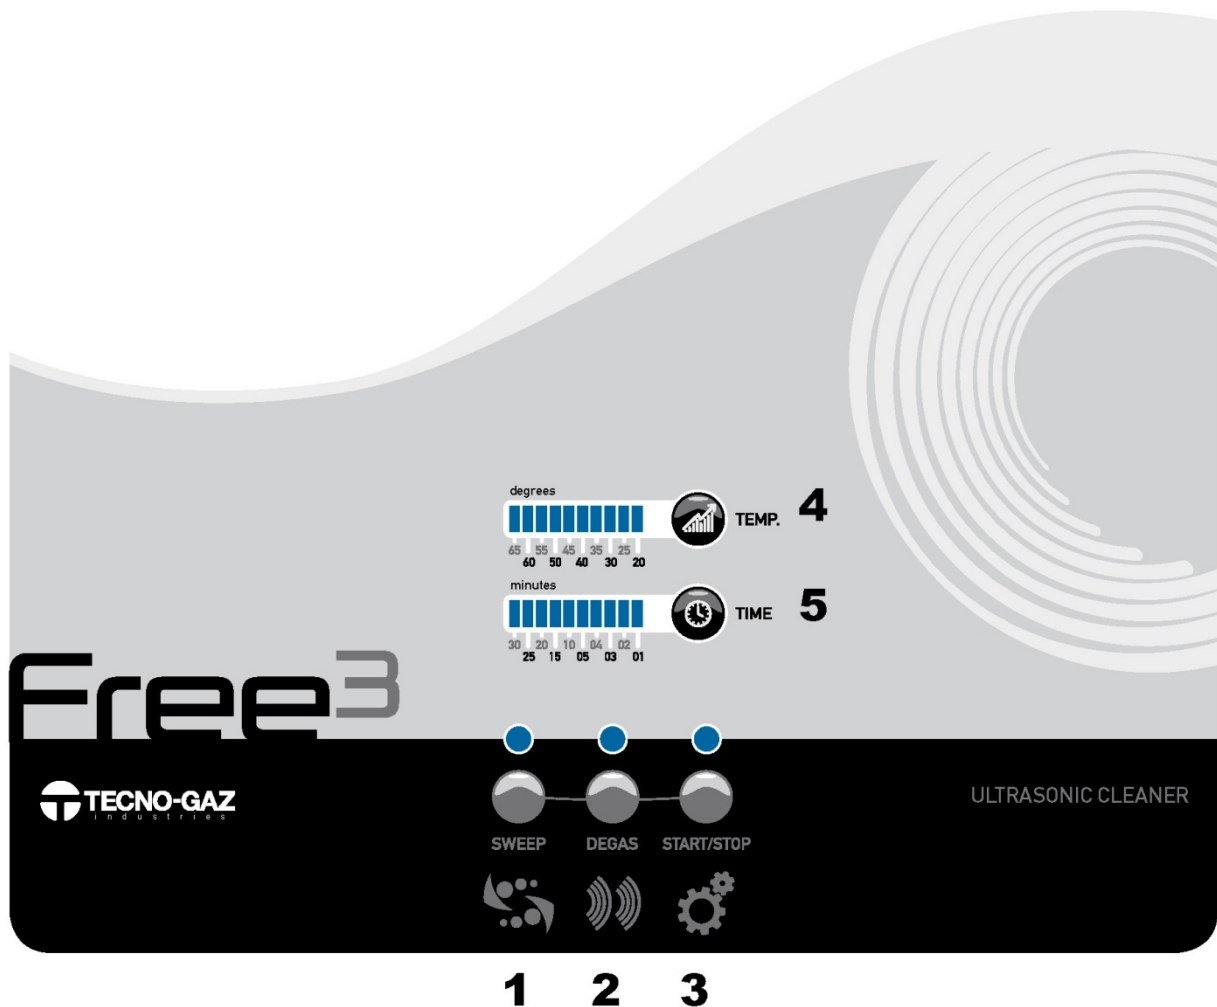 degrees
TEMP. 4
65 55 45 35 25
60 50 40 30 20
minutes
TIME 5
30 20 10 04 02
25 15 05 03 01
Free3
TECNO-GAZ
industries
ULTRASONIC CLEANER
SWEEP DEGAS START/STOP
1 2 3